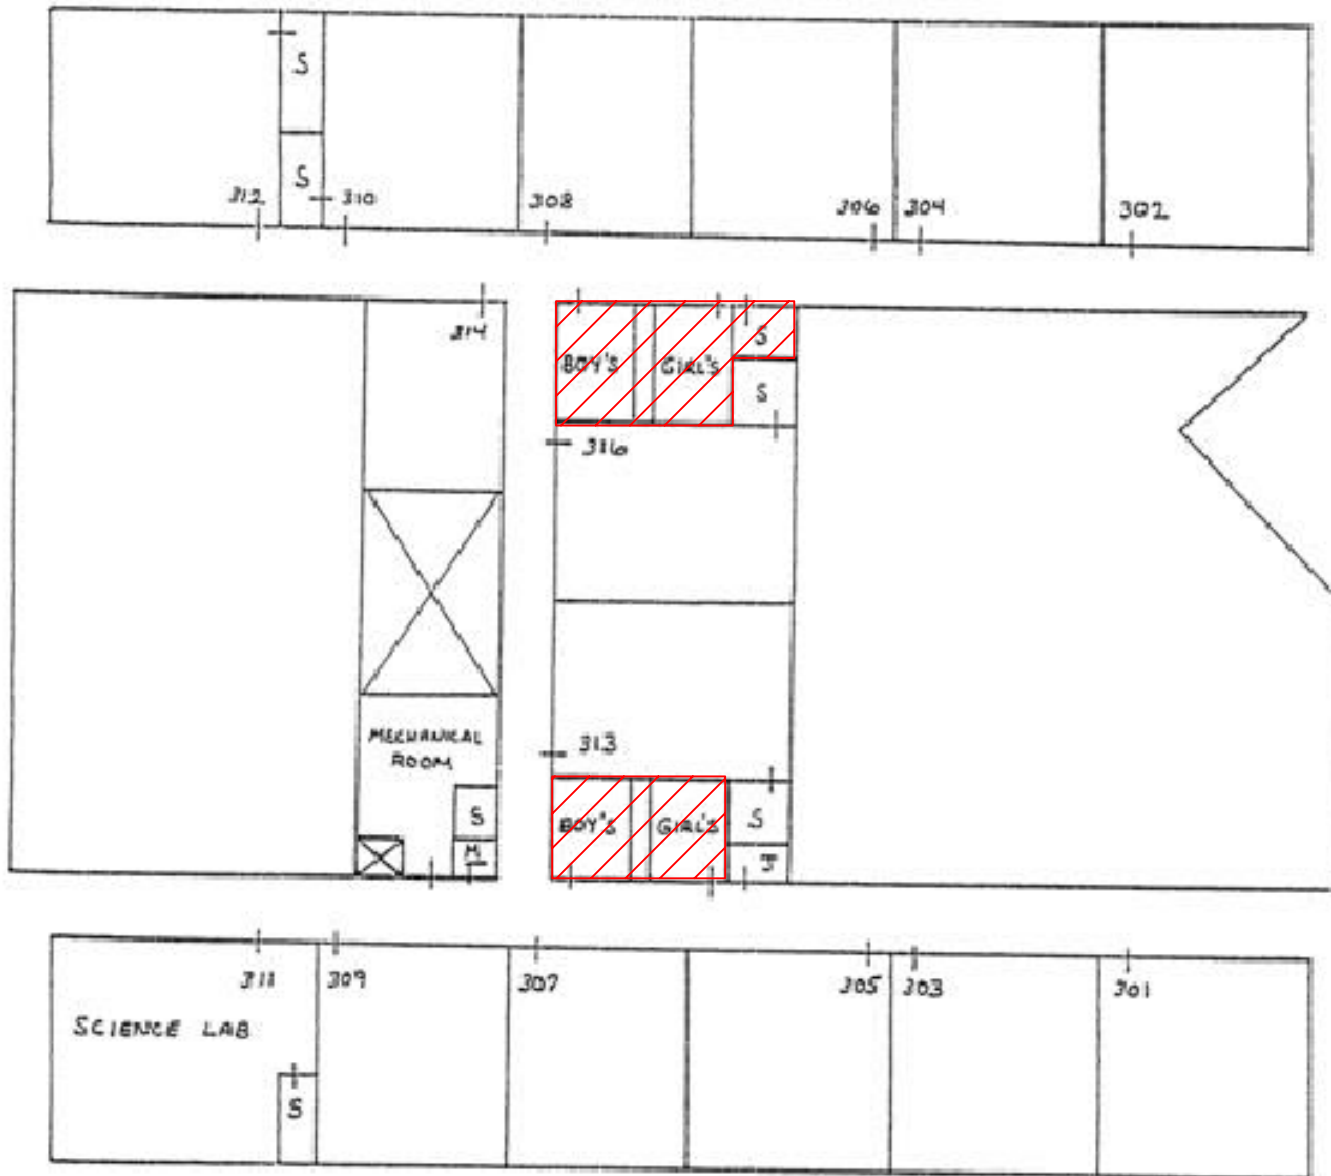 S
S
312
310
308
306
304
302
314
BOY'S
GIRL'S
S
S
316
MECHANICAL
ROOM
313
S
BOY'S
GIRL'S
S
M
J
311
309
307
305
303
301
SCIENCE LAB
S